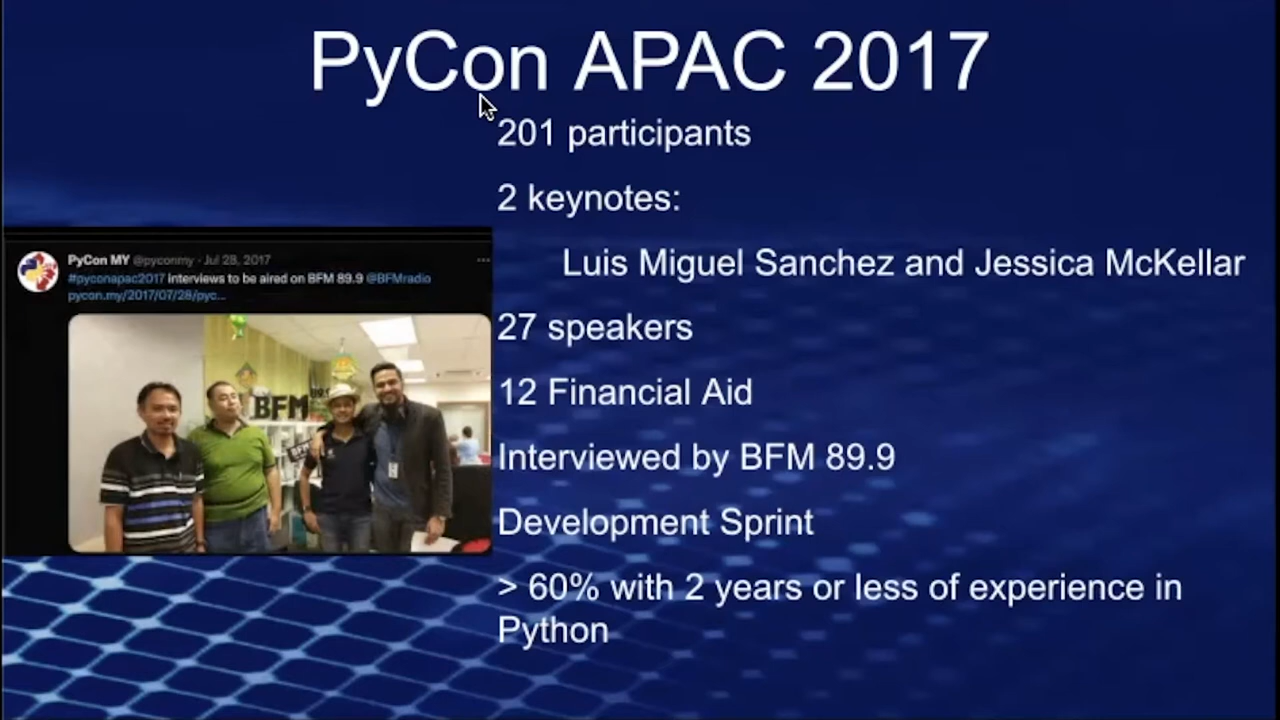 PyCon APAC 2017
201 participants
2 keynotes:
Luis Miguel Sanchez and Jessica McKellar
27 speakers
12 Financial Aid
Interviewed by BFM 89.9
Development Sprint
> 60% with 2 years or less of experience in
Python
PyCon MY @pyconmy · Jul 28, 2017
#pyconapac2017 interviews to be aired on BFM 89.9 @BFMradio
pycon.my/2017/07/28/pyc...
BFM